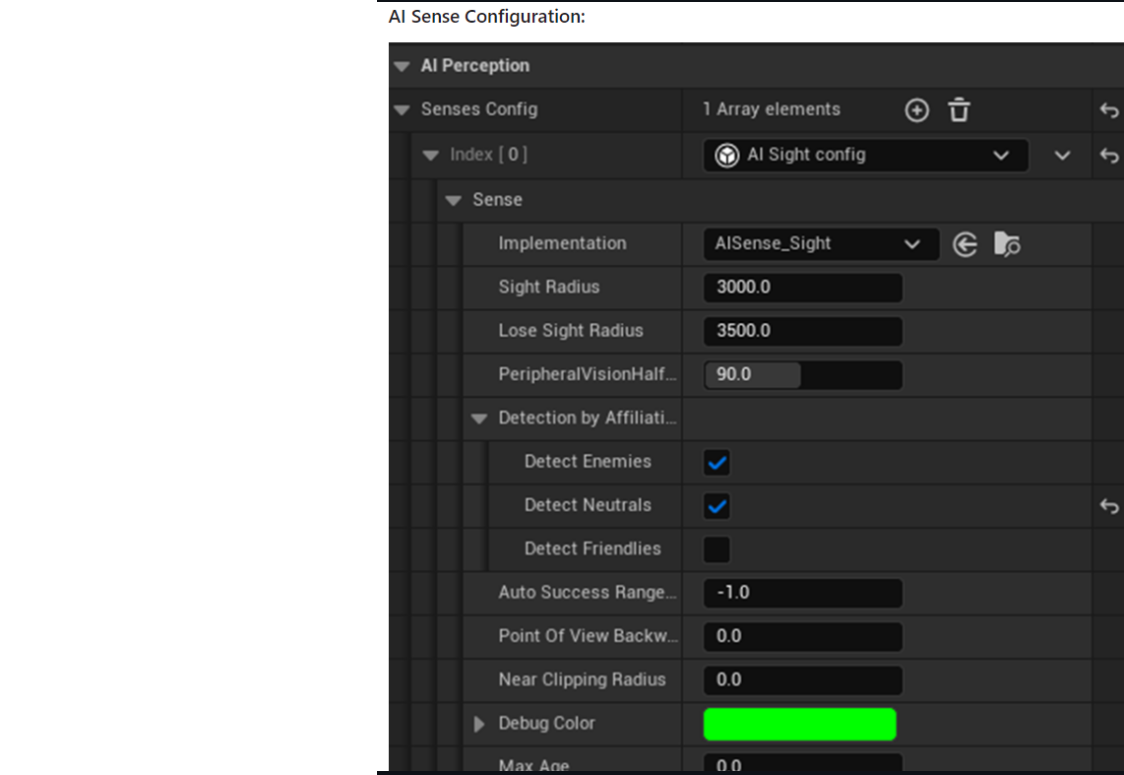 AI Sense Configuration:
AI Perception
Senses Config 1 Array elements
Index [ 0 ] AI Sight config
Sense
Implementation AISense_Sight
Sight Radius 3000.0
Lose Sight Radius 3500.0
PeripheralVisionHalf... 90.0
Detection by Affiliati...
Detect Enemies
Detect Neutrals
Detect Friendlies
Auto Success Range... -1.0
Point Of View Backw... 0.0
Near Clipping Radius 0.0
Debug Color
Max Age 0.0